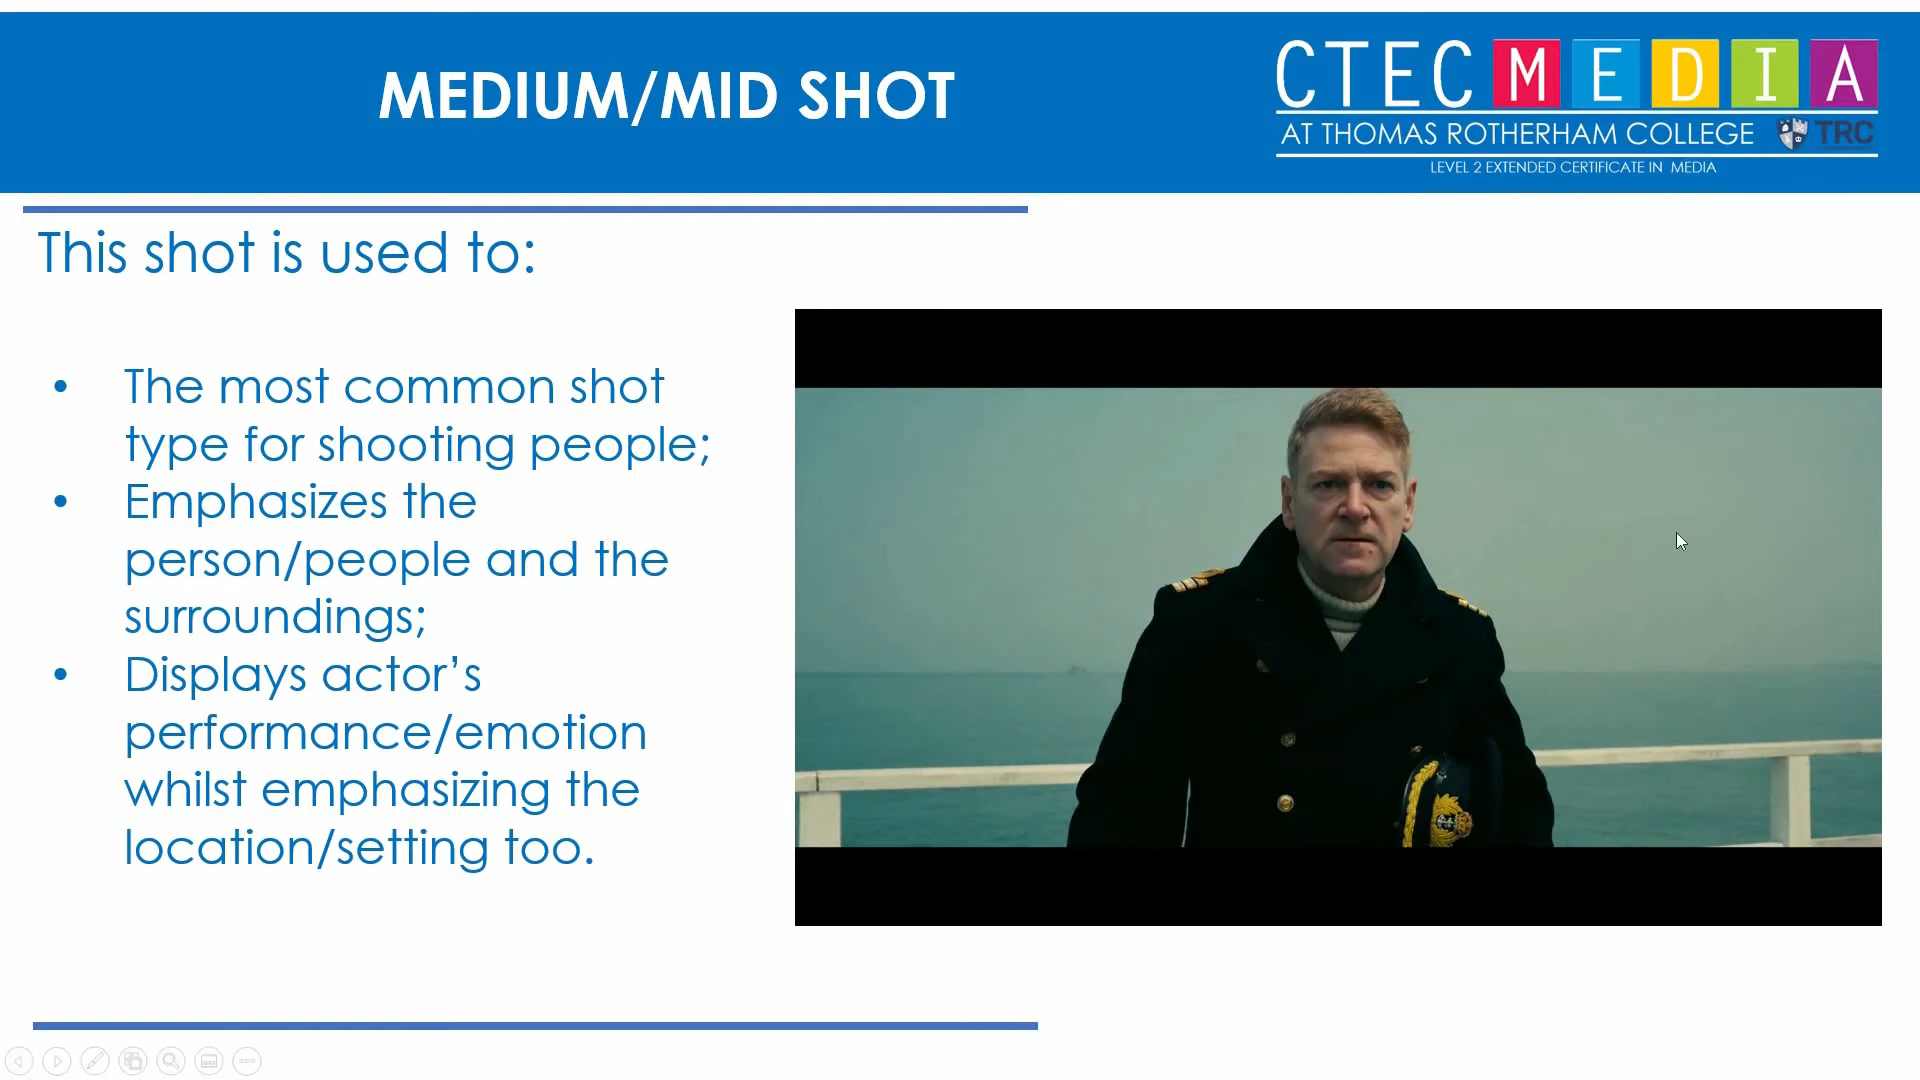 MEDIUM/MID SHOT
CTEC MEDIA
AT THOMAS ROTHERHAM COLLEGE TRC
LEVEL 2 EXTENDED CERTIFICATE IN MEDIA
This shot is used to:
• The most common shot
type for shooting people;
• Emphasizes the
person/people and the
surroundings;
• Displays actor’s
performance/emotion
whilst emphasizing the
location/setting too.